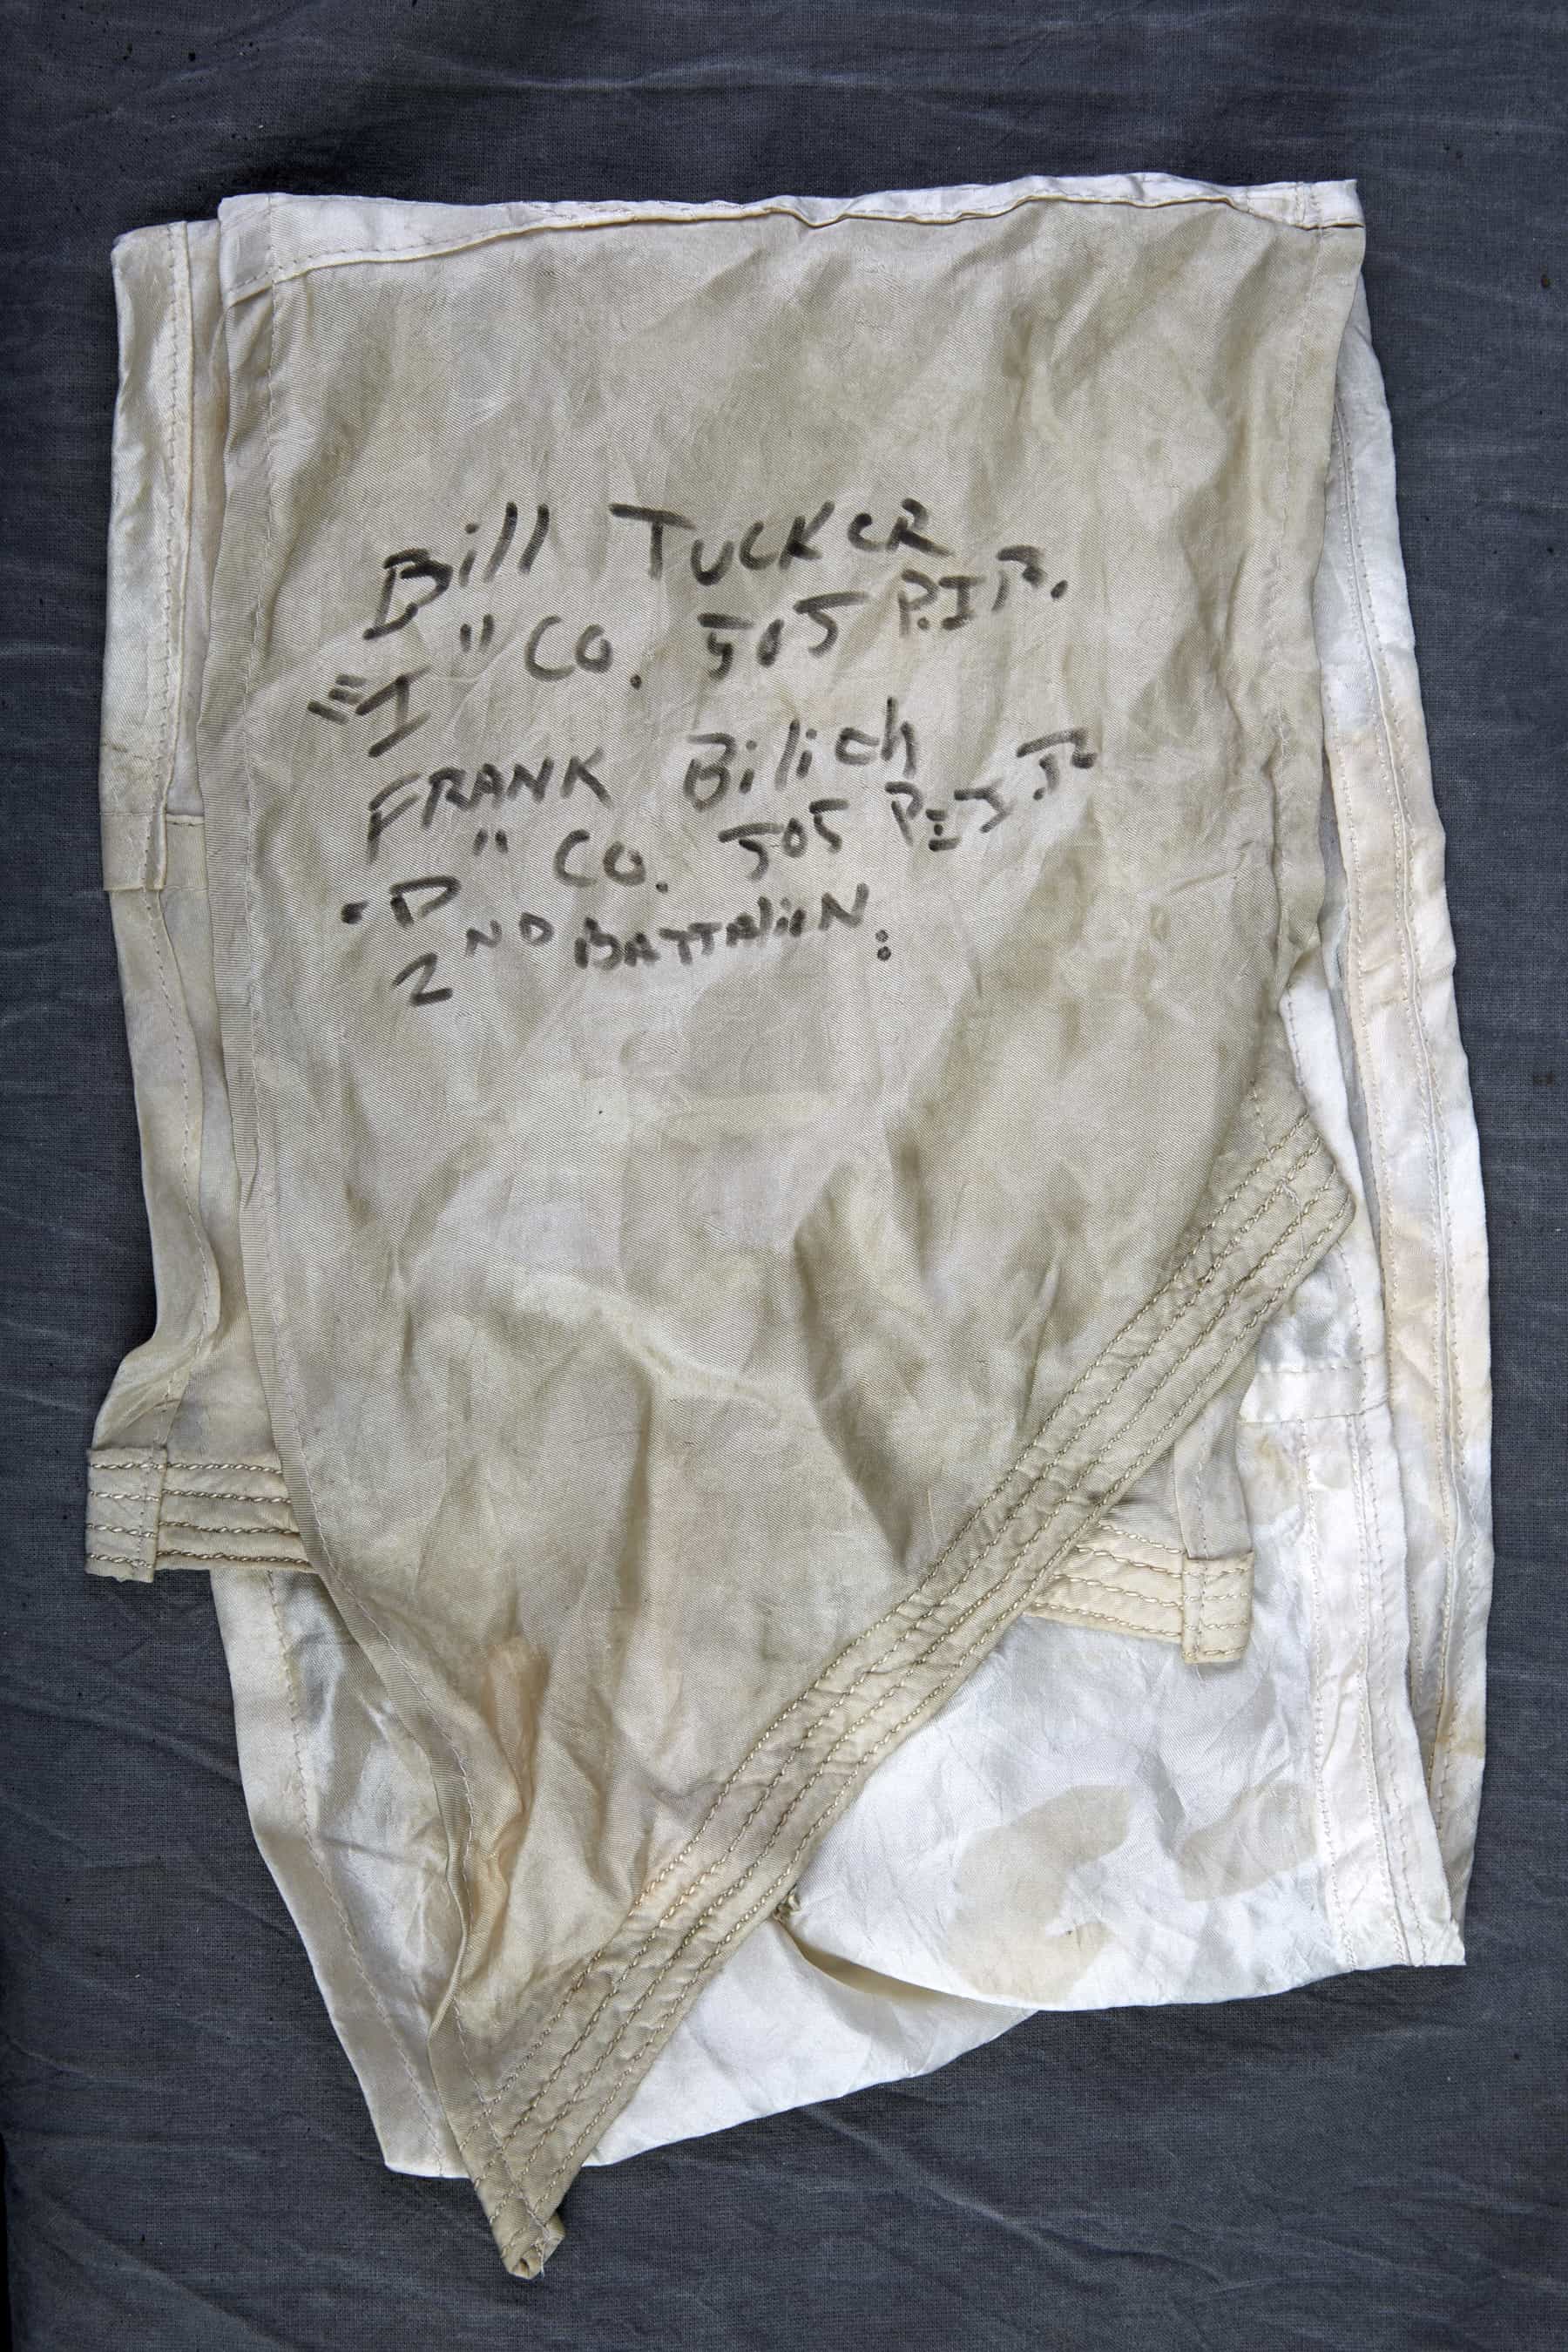 Bill TUCKER
"I" Co. 505 P.I.R.
FRANK Bilich
"D" Co. 505 P.I.R
2ND BATTALION.